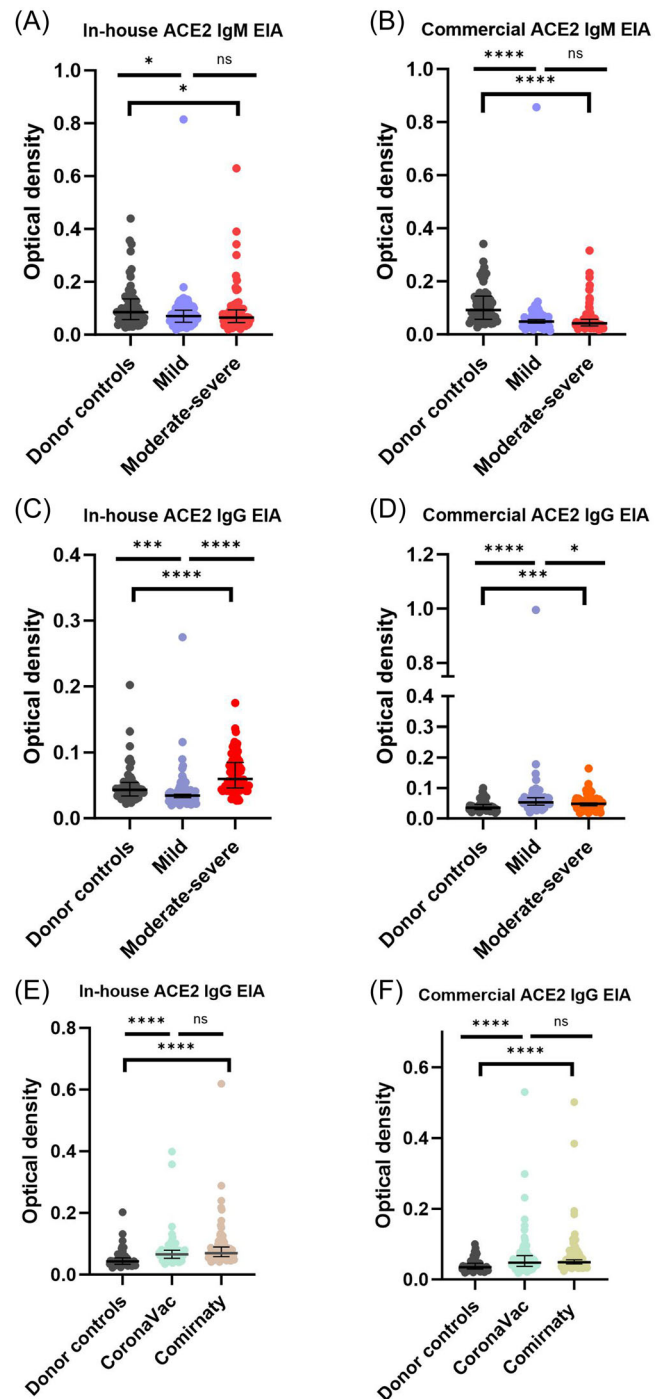 (A)
In-house ACE2 IgM EIA
* ns
*
1.0
0.8
0.6
0.4
0.2
0.0
Optical density
Donor controls
Mild
Moderate-severe
(B)
Commercial ACE2 IgM EIA
**** ns
****
1.0
0.8
0.6
0.4
0.2
0.0
Optical density
Donor controls
Mild
Moderate-severe
(C)
In-house ACE2 IgG EIA
*** ****
****
0.4
0.3
0.2
0.1
0.0
Optical density
Donor controls
Mild
Moderate-severe
(D)
Commercial ACE2 IgG EIA
**** *
***
1.2
1.0
0.8
0.4
0.3
0.2
0.1
0.0
Optical density
Donor controls
Mild
Moderate-severe
(E)
In-house ACE2 IgG EIA
**** ns
****
0.8
0.6
0.4
0.2
0.0
Optical density
Donor controls
CoronaVac
Comirnaty
(F)
Commercial ACE2 IgG EIA
**** ns
****
0.6
0.4
0.2
0.0
Optical density
Donor controls
CoronaVac
Comirnaty